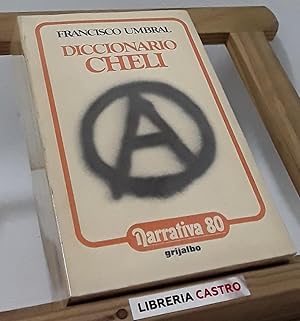 FRANCISCO UMBRAL
DICCIONARIO
CHELI
A
Narrativa 80
grijalbo
LIBRERIA CASTRO